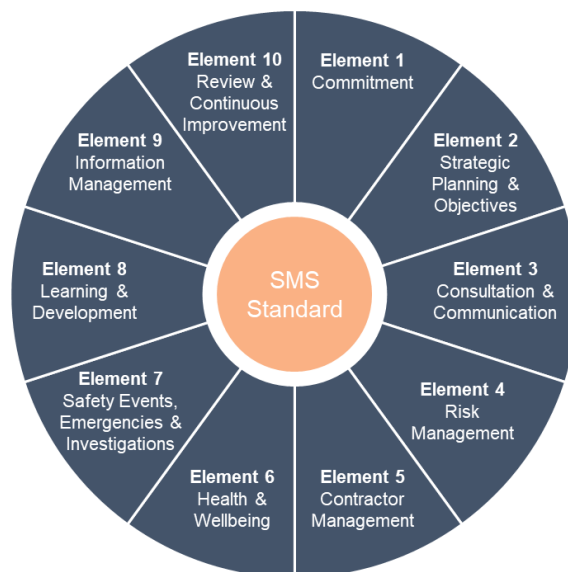 Element 1
Commitment
Element 2
Strategic
Planning &
Objectives
Element 3
Consultation &
Communication
Element 4
Risk
Management
Element 5
Contractor
Management
Element 6
Health &
Wellbeing
Element 7
Safety Events,
Emergencies &
Investigations
Element 8
Learning &
Development
Element 9
Information
Management
Element 10
Review &
Continuous
Improvement
SMS
Standard